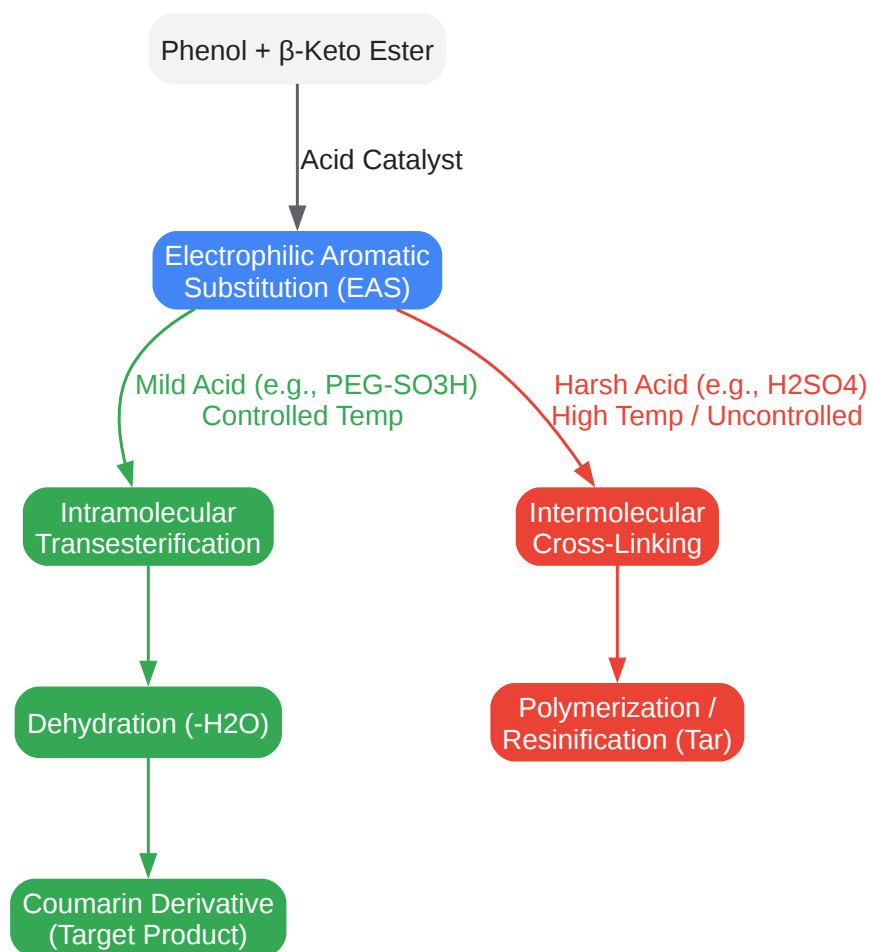 Phenol + β-Keto Ester
Acid Catalyst
Electrophilic Aromatic
Substitution (EAS)
Mild Acid (e.g., PEG-SO3H)
Controlled Temp
Harsh Acid (e.g., H2SO4)
High Temp / Uncontrolled
Intramolecular
Transesterification
Intermolecular
Cross-Linking
Dehydration (-H2O)
Polymerization /
Resinification (Tar)
Coumarin Derivative
(Target Product)